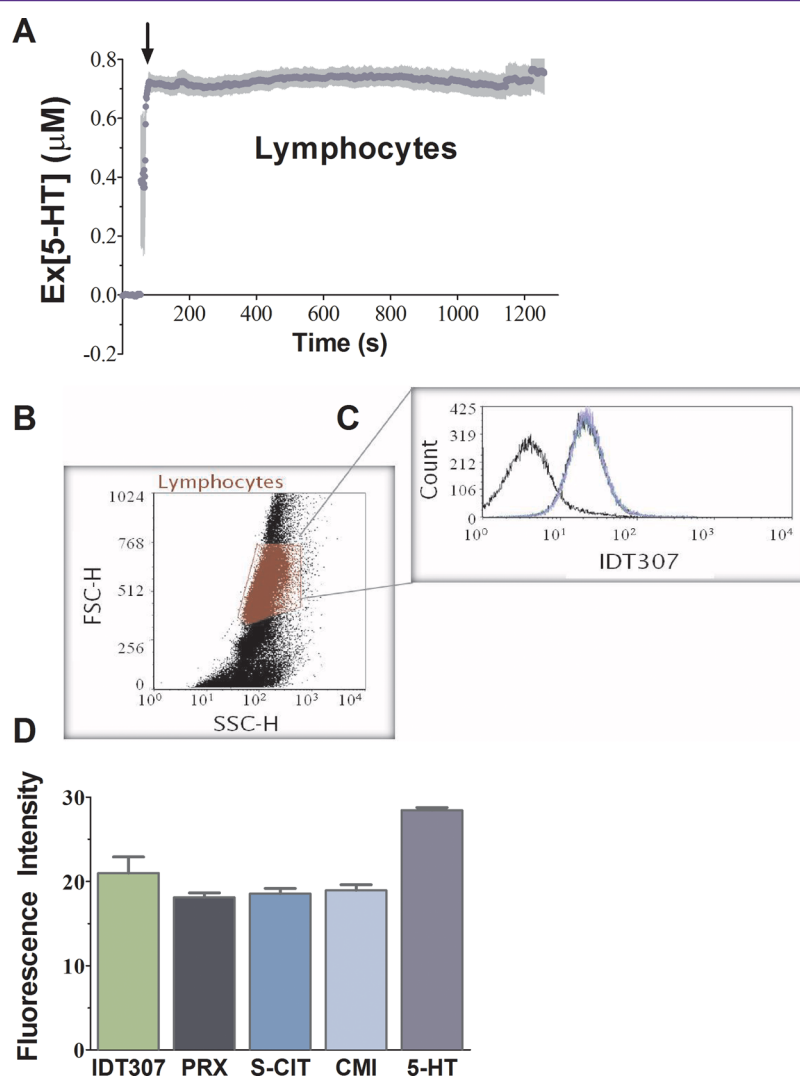 A
Ex[5-HT] (µM)
0.8
0.6
0.4
0.2
0.0
-0.2
Lymphocytes
200 400 600 800 1000 1200
Time (s)
B
Lymphocytes
FSC-H
1024
768
512
256
0
10⁰ 10¹ 10² 10³ 10⁴
SSC-H
C
Count
425
319
212
106
0
10⁰ 10¹ 10² 10³ 10⁴
IDT307
D
Fluorescence Intensity
30
20
10
0
IDT307 PRX S-CIT CMI 5-HT